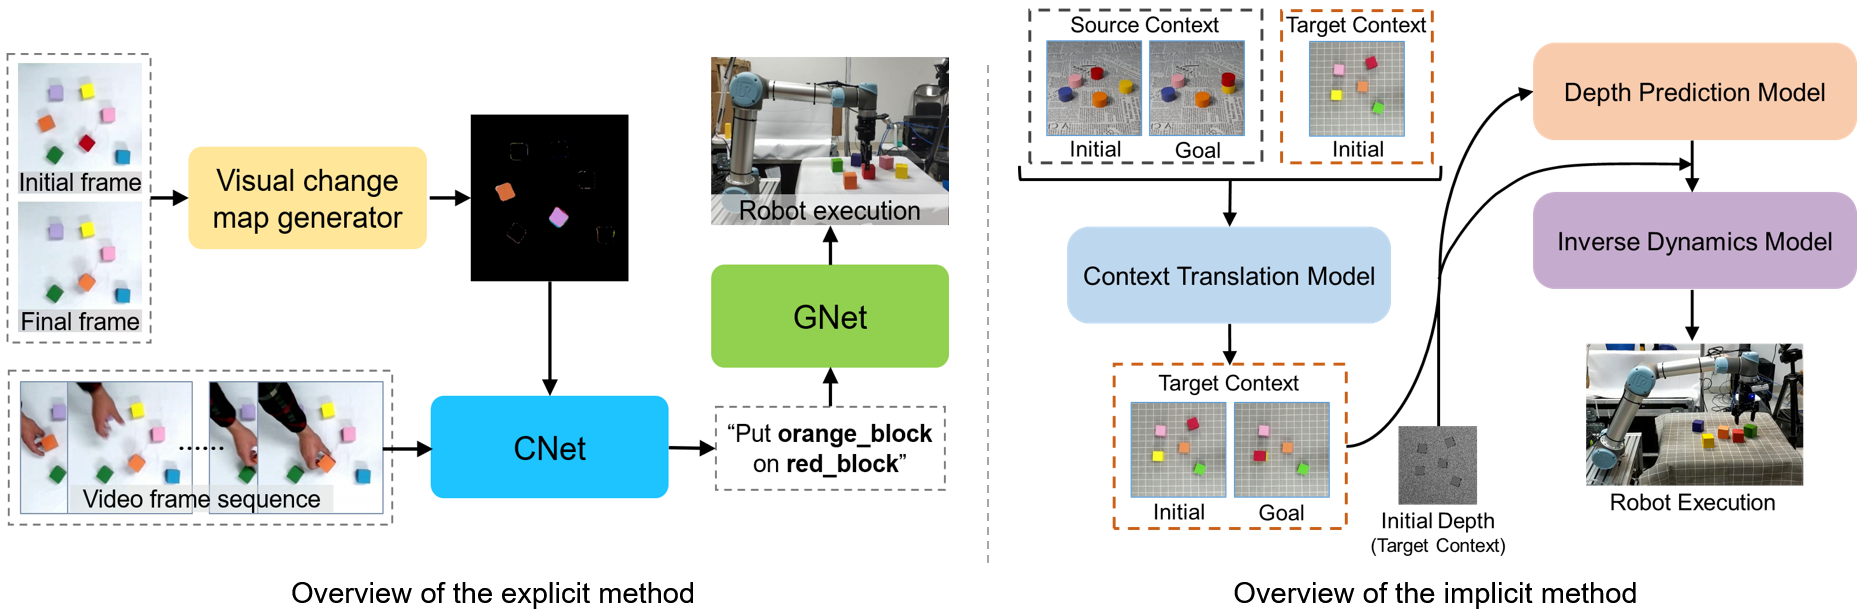 Initial frame
Final frame
Visual change
map generator
Robot execution
GNet
CNet
"Put orange_block
on red_block"
Video frame sequence
Overview of the explicit method
Source Context
Initial
Goal
Target Context
Initial
Context Translation Model
Target Context
Initial
Goal
Initial Depth
(Target Context)
Depth Prediction Model
Inverse Dynamics Model
Robot Execution
Overview of the implicit method